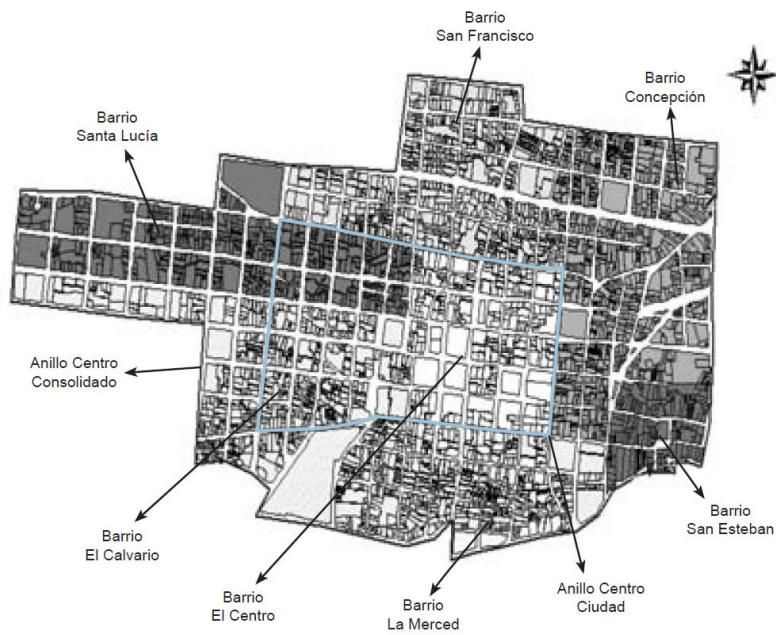 Barrio
San Francisco
Barrio
Concepción
Barrio
Santa Lucía
Anillo Centro
Consolidado
Barrio
El Calvario
Barrio
El Centro
Barrio
La Merced
Anillo Centro
Ciudad
Barrio
San Esteban